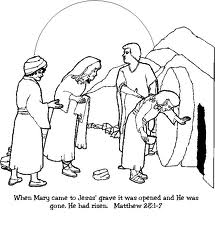 When Mary came to Jesus' grave it was opened and He was
gone. He had risen. Matthew 28:1-7